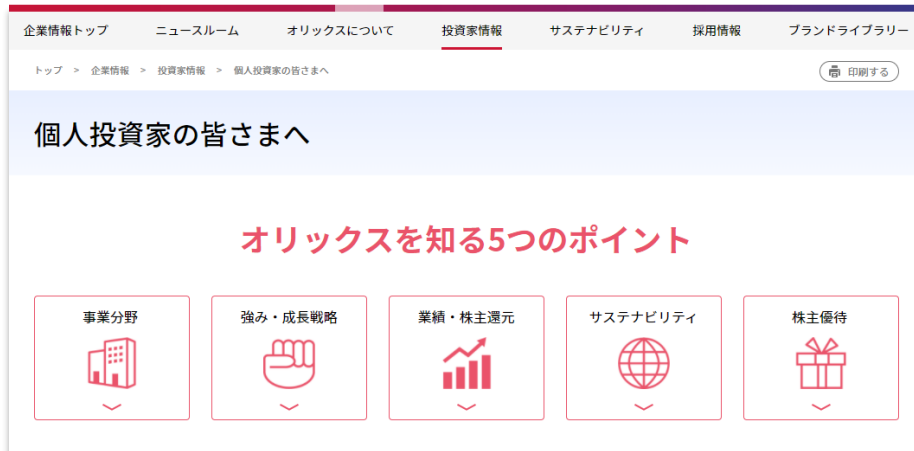 企業情報トップ ニュースルーム オリックスについて 投資家情報 サステナビリティ 採用情報 ブランドライブラリー
トップ > 企業情報 > 投資家情報 > 個人投資家の皆さまへ 印刷する
個人投資家の皆さまへ
オリックスを知る5つのポイント
事業分野 強み・成長戦略 業績・株主還元 サステナビリティ 株主優待